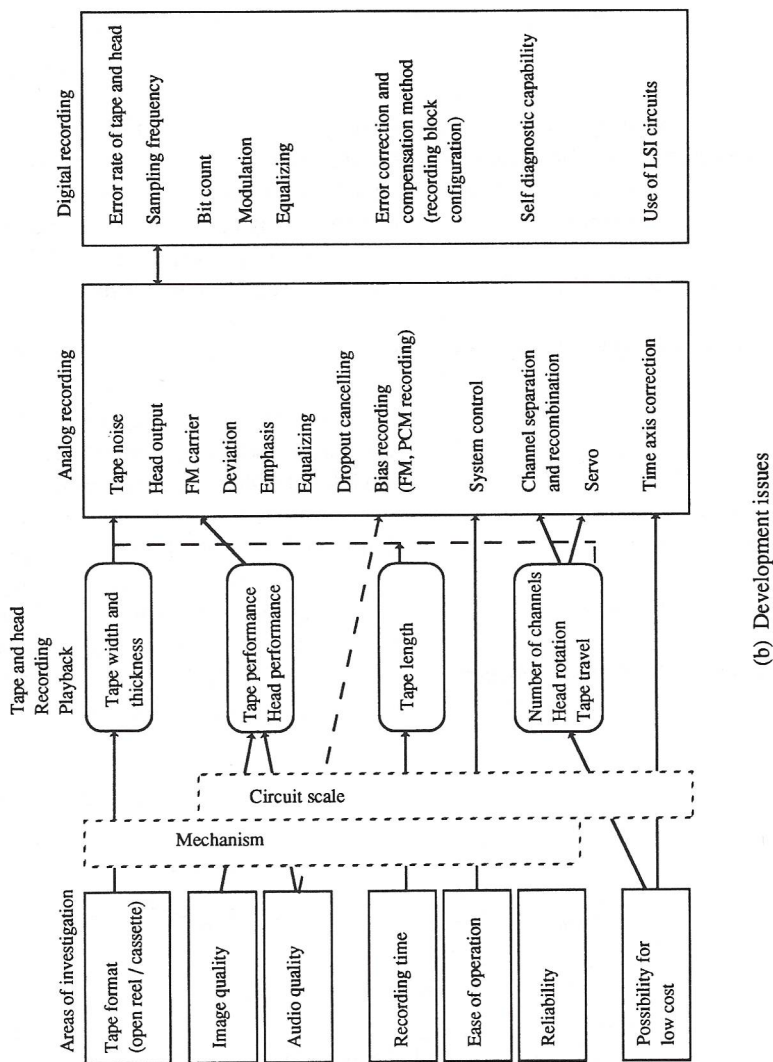 Areas of investigation
Tape format
(open reel / cassette)
Image quality
Audio quality
Recording time
Ease of operation
Reliability
Possibility for
low cost
Mechanism
Circuit scale
Tape and head
Recording
Playback
Tape width and
thickness
Tape performance
Head performance
Tape length
Number of channels
Head rotation
Tape travel
Analog recording
Tape noise
Head output
FM carrier
Deviation
Emphasis
Equalizing
Dropout cancelling
Bias recording
(FM, PCM recording)
System control
Channel separation
and recombination
Servo
Time axis correction
Digital recording
Error rate of tape and head
Sampling frequency
Bit count
Modulation
Equalizing
Error correction and
compensation method
(recording block
configuration)
Self diagnostic capability
Use of LSI circuits
(b) Development issues